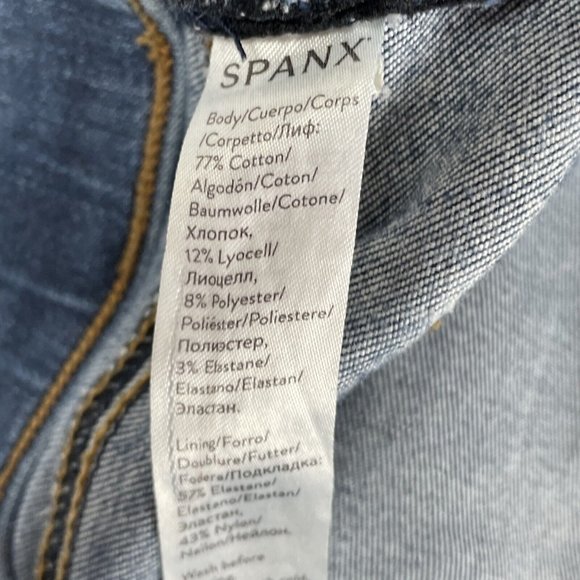 SPANX
Body/Cuerpo/Corps
/Corpetto/Лиф:
77% Cotton/
Algodón/Coton/
Baumwolle/Cotone/
Хлопок,
12% Lyocell/
Лиоцелл,
8% Polyester/
Poliéster/Poliestere/
Полиэстер,
3% Elastane/
Elastano/Elastan/
Эластан.
Lining/Forro/
Doublure/Futter/
Fodera/Подкладка:
57% Elastane/
Elastano/Elastan/
Эластан,
43% Nylon/
Nailon/Нейлон.
Wash before